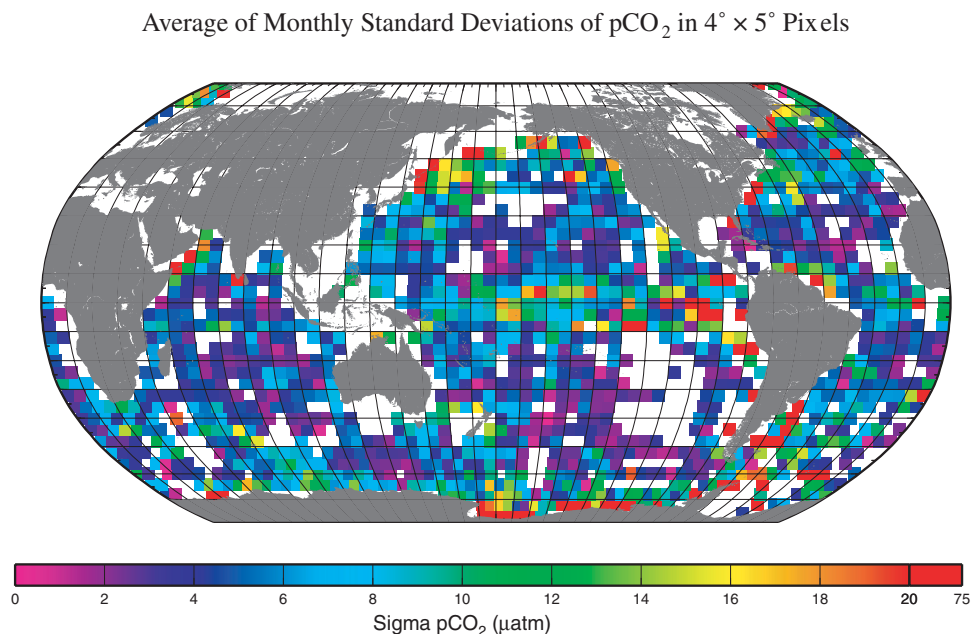 Average of Monthly Standard Deviations of pCO₂ in 4° × 5° Pixels
0 2 4 6 8 10 12 14 16 18 20 75
Sigma pCO₂ (μatm)